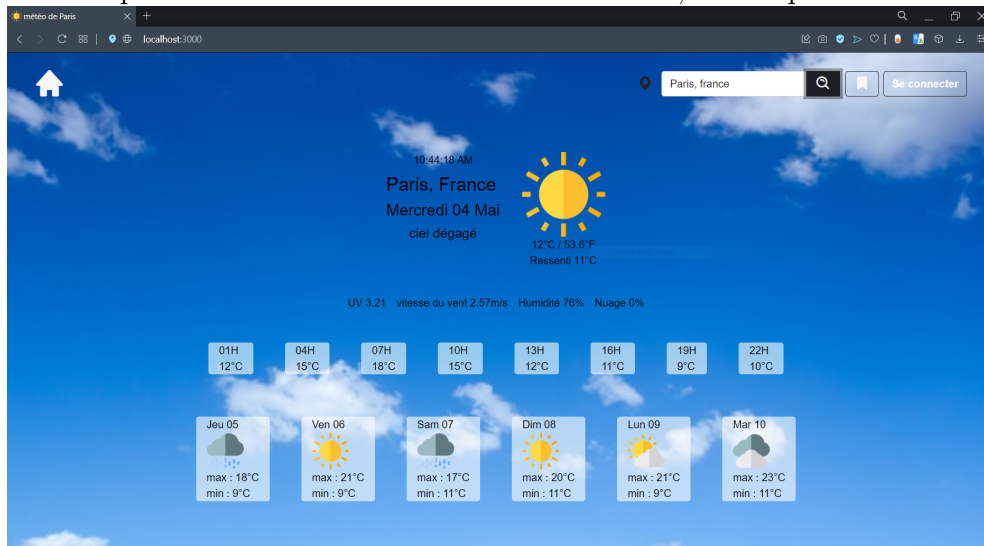 météo de Paris
localhost:3000
Paris, france
Se connecter
10:44:18 AM
Paris, France
Mercredi 04 Mai
ciel dégagé
12°C / 53.6°F
Ressenti 11°C
UV 3.21 vitesse du vent 2.57m/s Humidité 76% Nuage 0%
01H 04H 07H 10H 13H 16H 19H 22H
12°C 15°C 18°C 15°C 12°C 11°C 9°C 10°C
Jeu 05 Ven 06 Sam 07 Dim 08 Lun 09 Mar 10
max : 18°C max : 21°C max : 17°C max : 20°C max : 21°C max : 23°C
min : 9°C min : 9°C min : 11°C min : 11°C min : 9°C min : 11°C